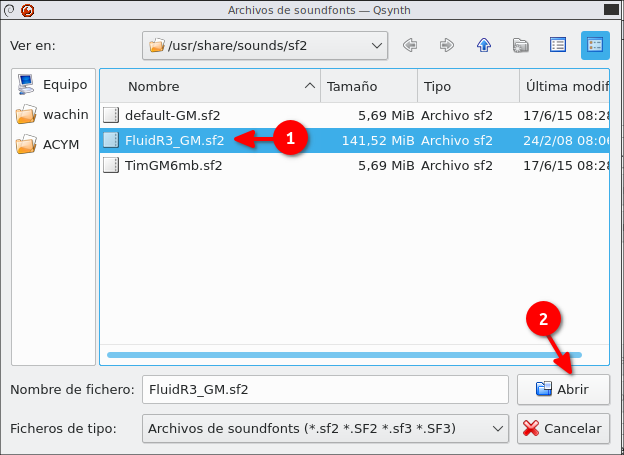 Archivos de soundfonts — Qsynth
Ver en: /usr/share/sounds/sf2
Equipo
wachin
ACYM
Nombre Tamaño Tipo Última modif
default-GM.sf2 5,69 MiB Archivo sf2 17/6/15 08:28
FluidR3_GM.sf2 1 141,52 MiB Archivo sf2 24/2/08 08:06
TimGM6mb.sf2 5,69 MiB Archivo sf2 17/6/15 08:28
2
Nombre de fichero: FluidR3_GM.sf2 Abrir
Ficheros de tipo: Archivos de soundfonts (*.sf2 *.SF2 *.sf3 *.SF3) Cancelar